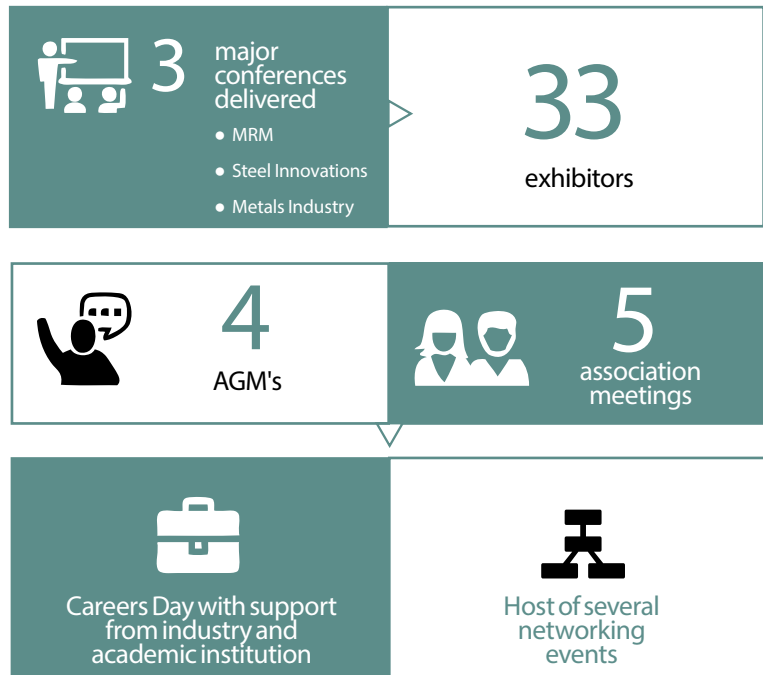 3
major
conferences
delivered
● MRM
● Steel Innovations
● Metals Industry
33
exhibitors
4
AGM's
5
association
meetings
Careers Day with support
from industry and
academic institution
Host of several
networking
events